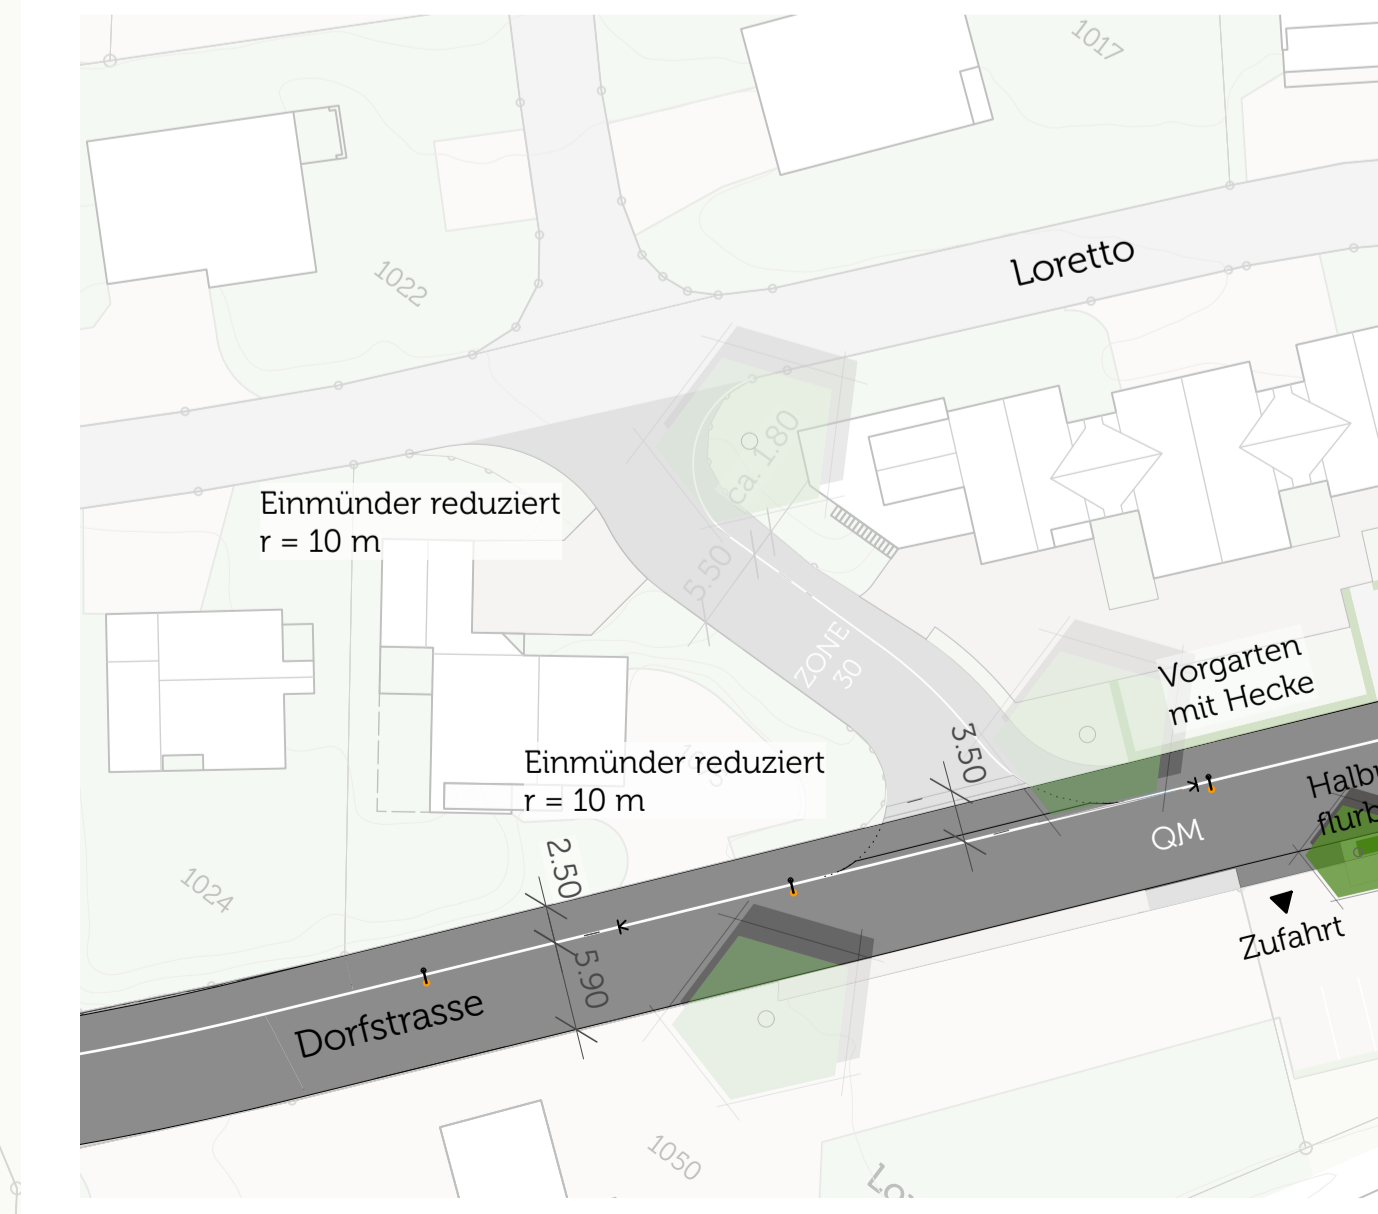 1017
Loretto
1022
ca. 1.80
Einmünder reduziert
r = 10 m
5.50
ZONE
30
Vorgarten
mit Hecke
3.50
Einmünder reduziert
r = 10 m
QM
2.50
1024
Zufahrt
5.90
Dorfstrasse
1050